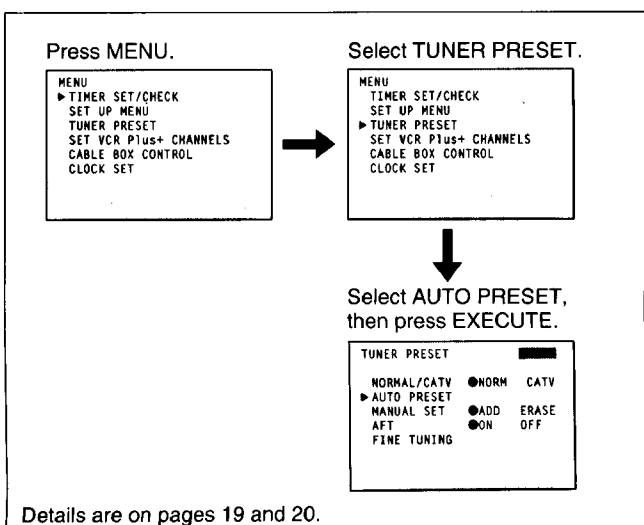 Press MENU.
MENU
▶ TIMER SET/CHECK
SET UP MENU
TUNER PRESET
SET VCR Plus+ CHANNELS
CABLE BOX CONTROL
CLOCK SET
Select TUNER PRESET.
MENU
TIMER SET/CHECK
SET UP MENU
▶ TUNER PRESET
SET VCR Plus+ CHANNELS
CABLE BOX CONTROL
CLOCK SET
Select AUTO PRESET,
then press EXECUTE.
TUNER PRESET
NORMAL/CATV ●NORM CATV
▶ AUTO PRESET
MANUAL SET ●ADD ERASE
AFT ●ON OFF
FINE TUNING
Details are on pages 19 and 20.